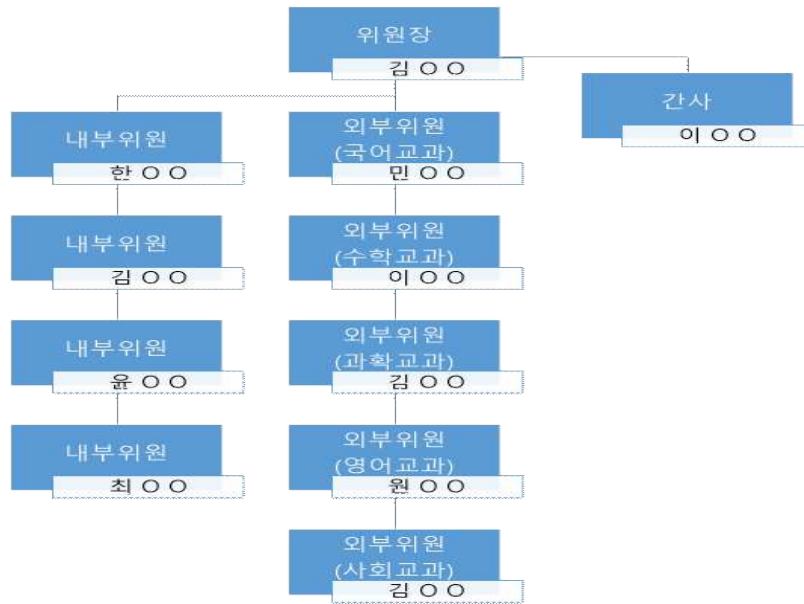 위원장
김 O O
간사
이 O O
내부위원
한 O O
외부위원
(국어교과)
민 O O
내부위원
김 O O
외부위원
(수학교과)
이 O O
내부위원
윤 O O
외부위원
(과확교과)
김 O O
내부위원
최 O O
외부위원
(영어교과)
원 O O
외부위원
(사회교과)
김 O O